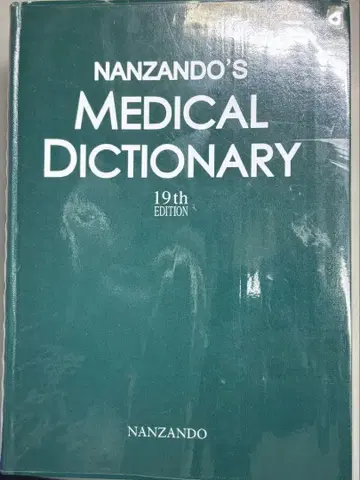 NANZANDO'S
MEDICAL
DICTIONARY
19th
EDITION
NANZANDO